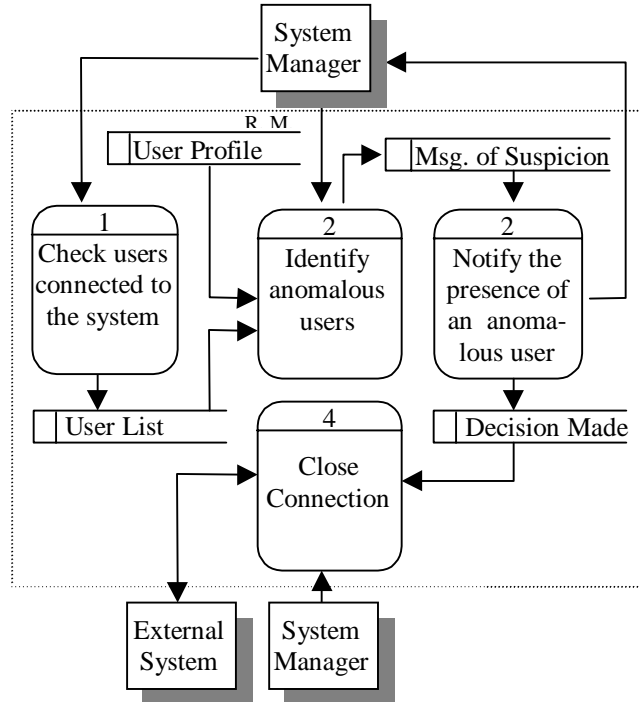 System
Manager
R M
User Profile
Msg. of Suspicion
1
Check users
connected to
the system
2
Identify
anomalous
users
2
Notify the
presence of
an anoma-
lous user
User List
4
Close
Connection
Decision Made
External
System
System
Manager